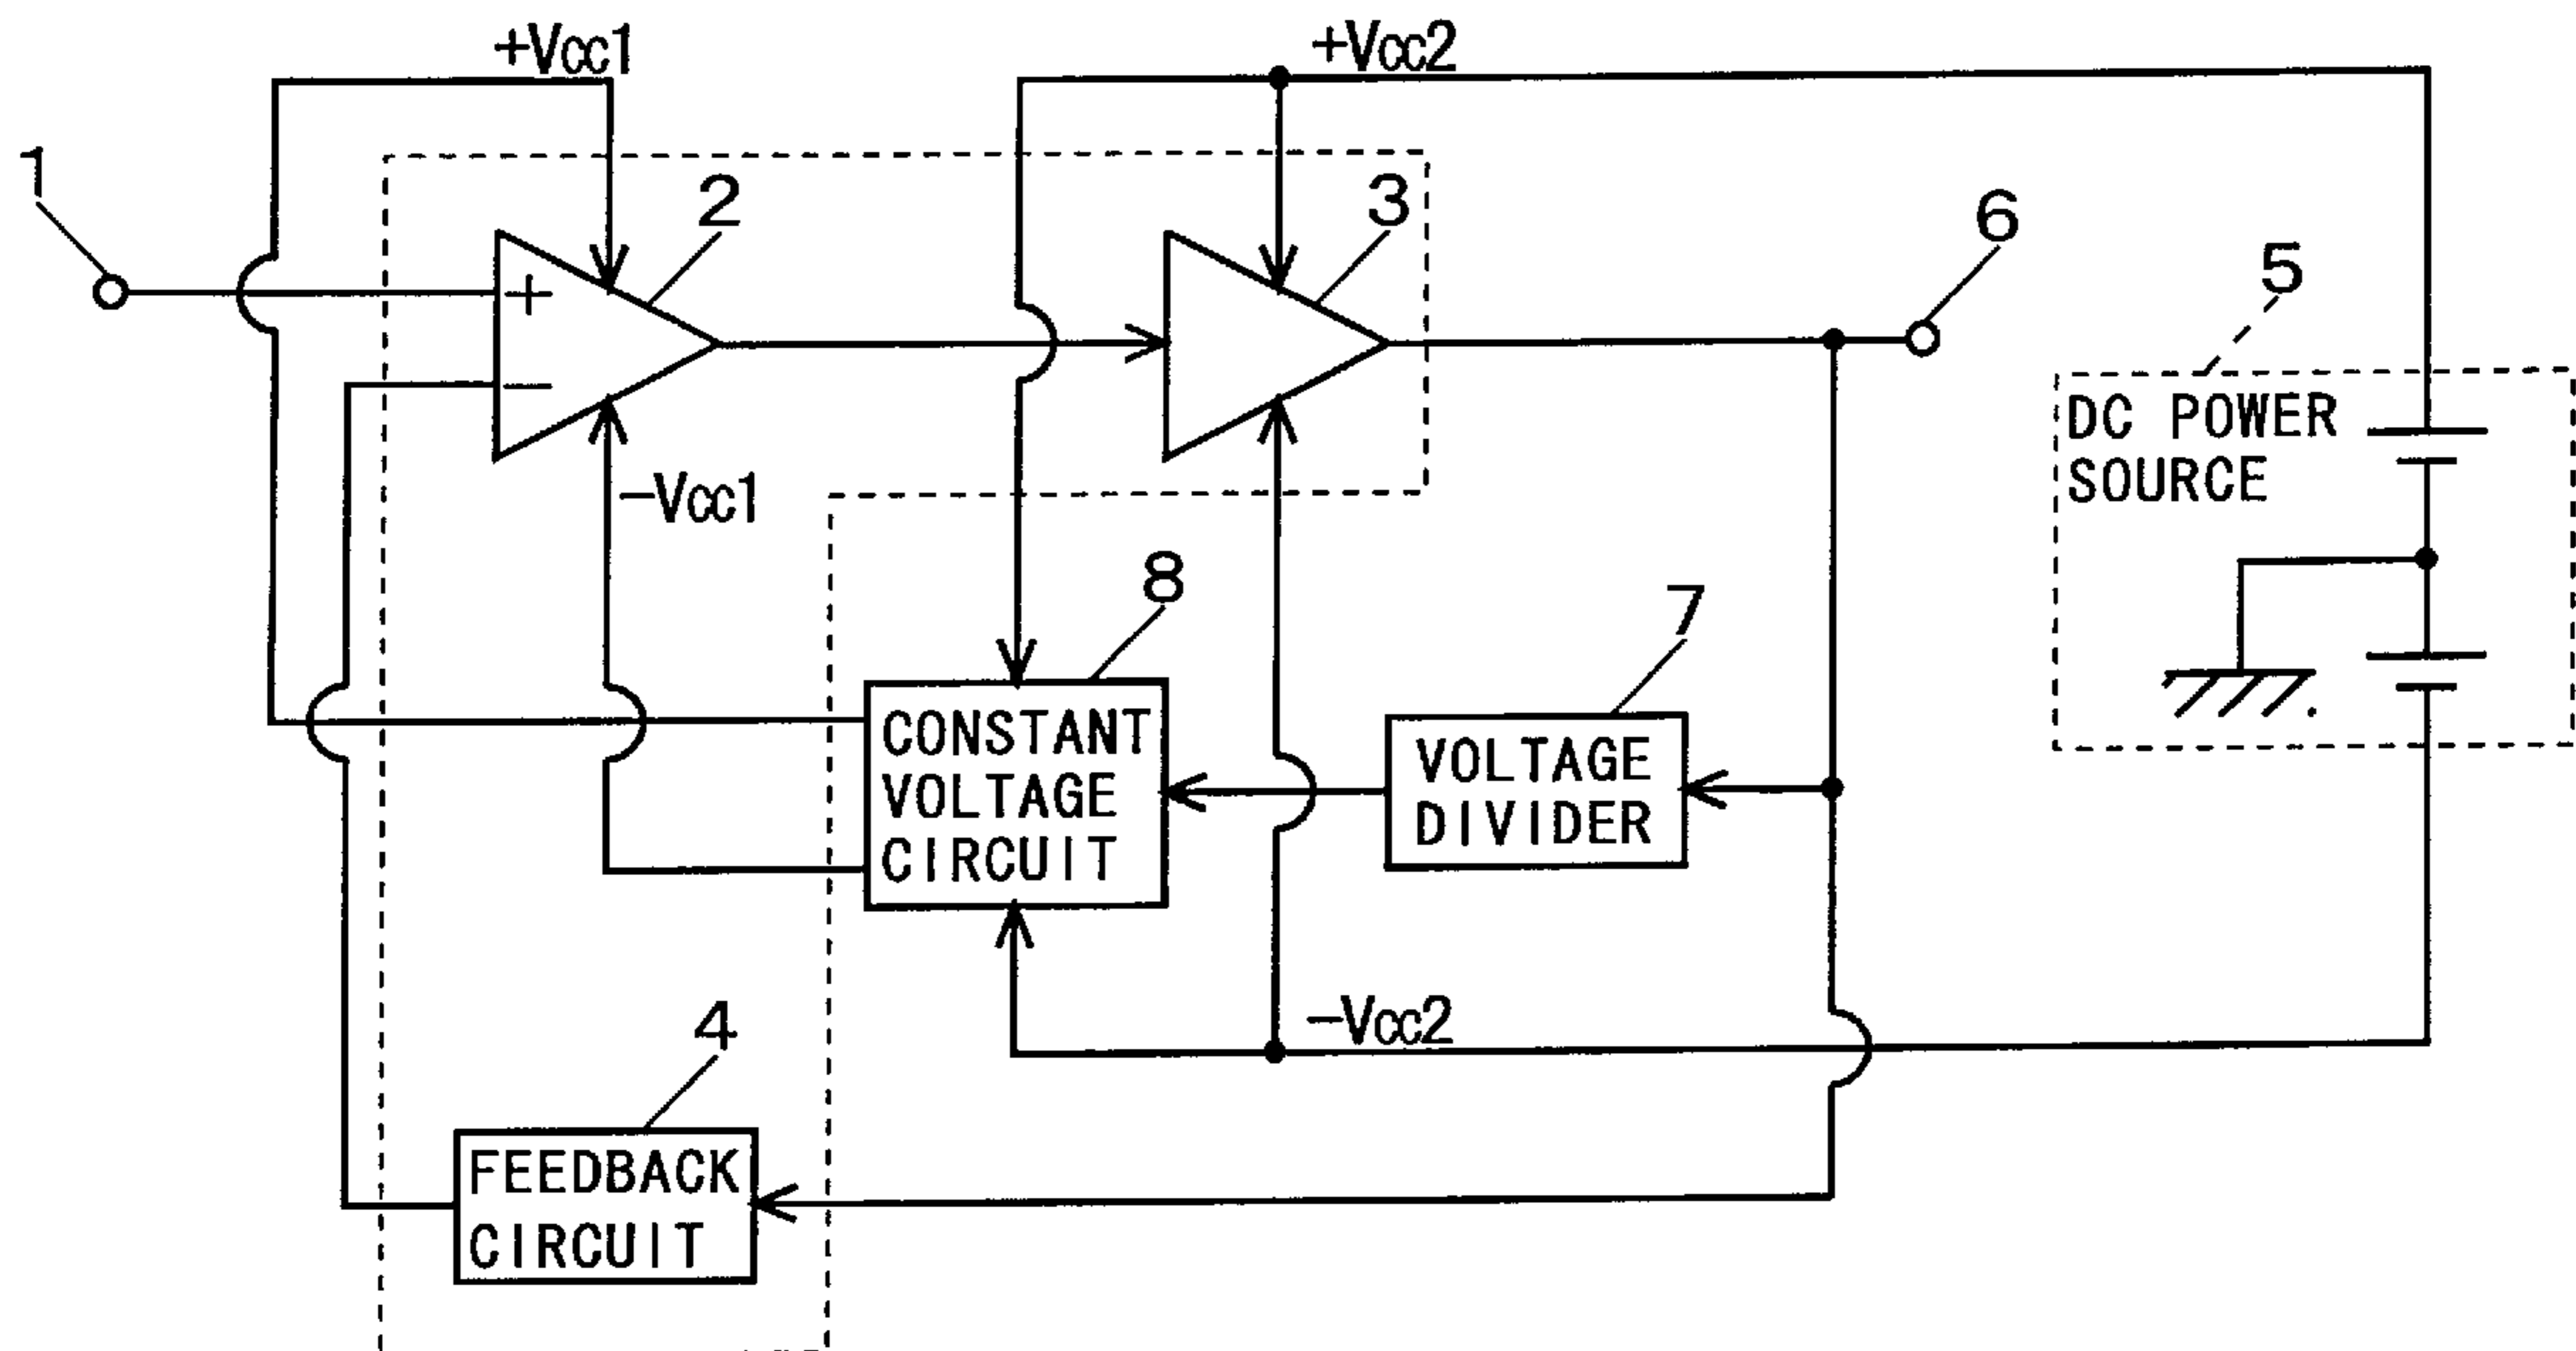 +Vcc1
+Vcc2
1
2
3
6
5
+
−
DC POWER
SOURCE
−Vcc1
8
7
CONSTANT
VOLTAGE
CIRCUIT
VOLTAGE
DIVIDER
−Vcc2
4
FEEDBACK
CIRCUIT